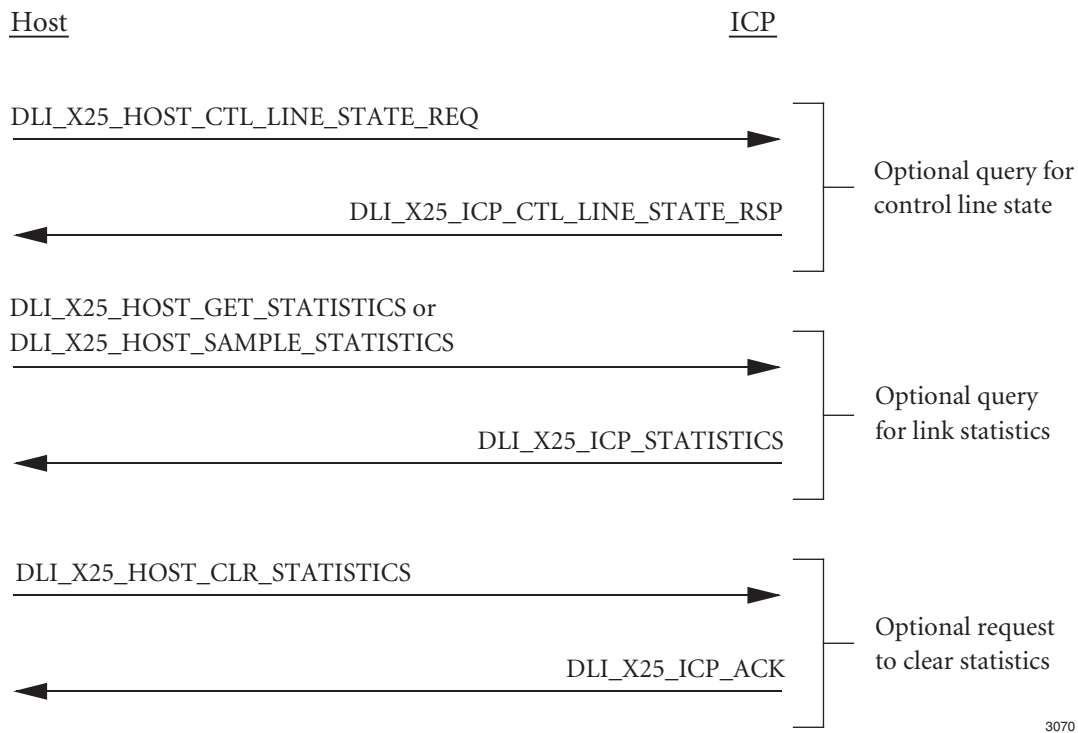 Host
ICP
DLI_X25_HOST_CTL_LINE_STATE_REQ
DLI_X25_ICP_CTL_LINE_STATE_RSP
Optional query for
control line state
DLI_X25_HOST_GET_STATISTICS or
DLI_X25_HOST_SAMPLE_STATISTICS
DLI_X25_ICP_STATISTICS
Optional query
for link statistics
DLI_X25_HOST_CLR_STATISTICS
DLI_X25_ICP_ACK
Optional request
to clear statistics
3070